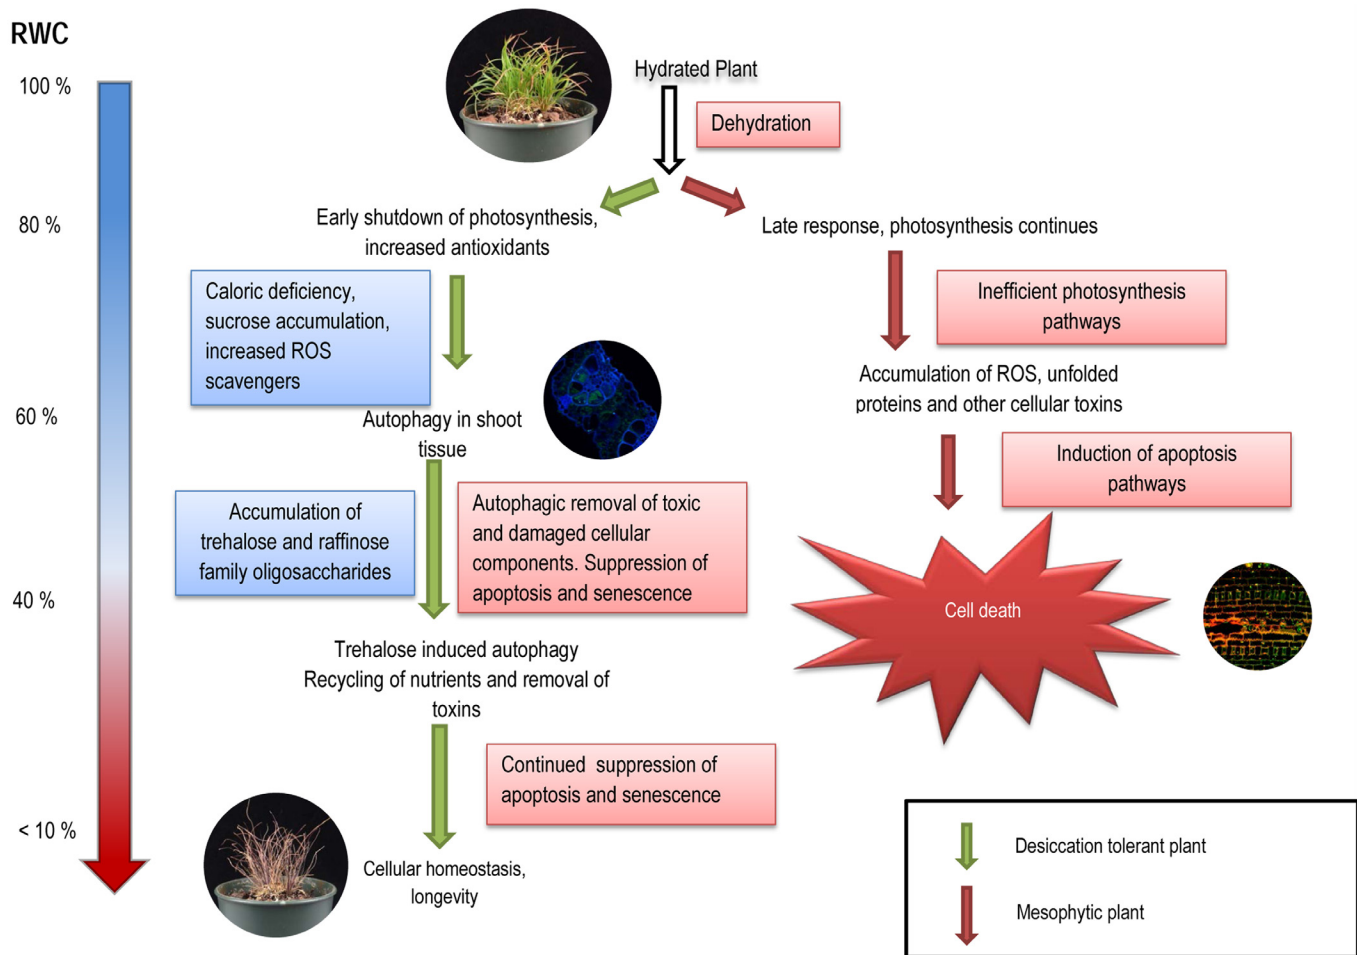 RWC
100 %
80 %
60 %
40 %
< 10 %
Hydrated Plant
Dehydration
Early shutdown of photosynthesis,
increased antioxidants
Late response, photosynthesis continues
Caloric deficiency,
sucrose accumulation,
increased ROS
scavengers
Inefficient photosynthesis
pathways
Accumulation of ROS, unfolded
proteins and other cellular toxins
Autophagy in shoot
tissue
Induction of apoptosis
pathways
Accumulation of
trehalose and raffinose
family oligosaccharides
Autophagic removal of toxic
and damaged cellular
components. Suppression of
apoptosis and senescence
Cell death
Trehalose induced autophagy
Recycling of nutrients and removal of
toxins
Continued suppression of
apoptosis and senescence
Cellular homeostasis,
longevity
Desiccation tolerant plant
Mesophytic plant